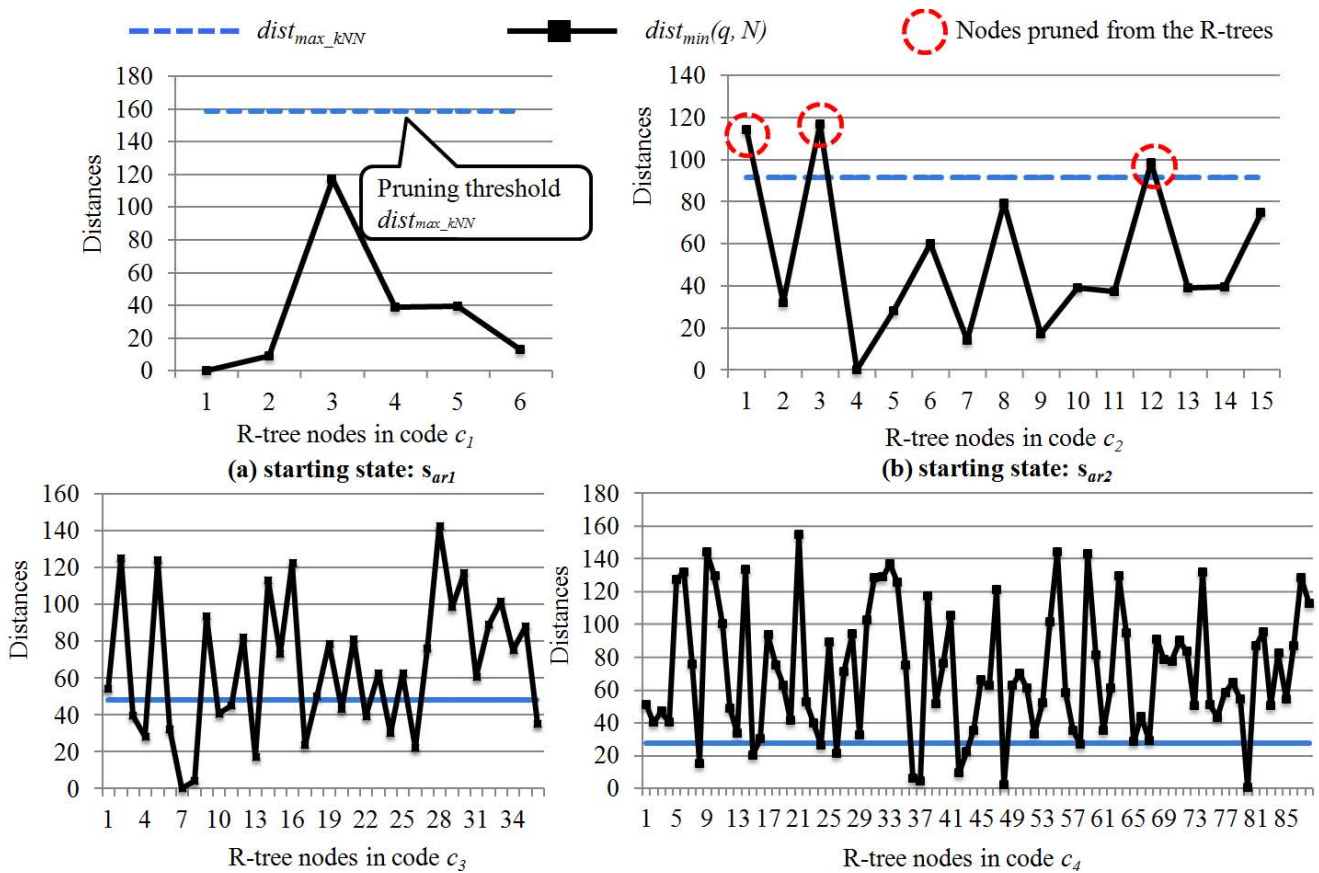 dist_max_kNN dist_min(q, N) Nodes pruned from the R-trees
180
160
140
120
100
80
60
40
20
0
Distances
Pruning threshold
dist_max_kNN
1 2 3 4 5 6
R-tree nodes in code c_1
(a) starting state: s_ar1
140
120
100
80
60
40
20
0
Distances
1 2 3 4 5 6 7 8 9 10 11 12 13 14 15
R-tree nodes in code c_2
(b) starting state: s_ar2
160
140
120
100
80
60
40
20
0
Distances
1 4 7 10 13 16 19 22 25 28 31 34
R-tree nodes in code c_3
180
160
140
120
100
80
60
40
20
0
Distances
1 5 9 13 17 21 25 29 33 37 41 45 49 53 57 61 65 69 73 77 81 85
R-tree nodes in code c_4